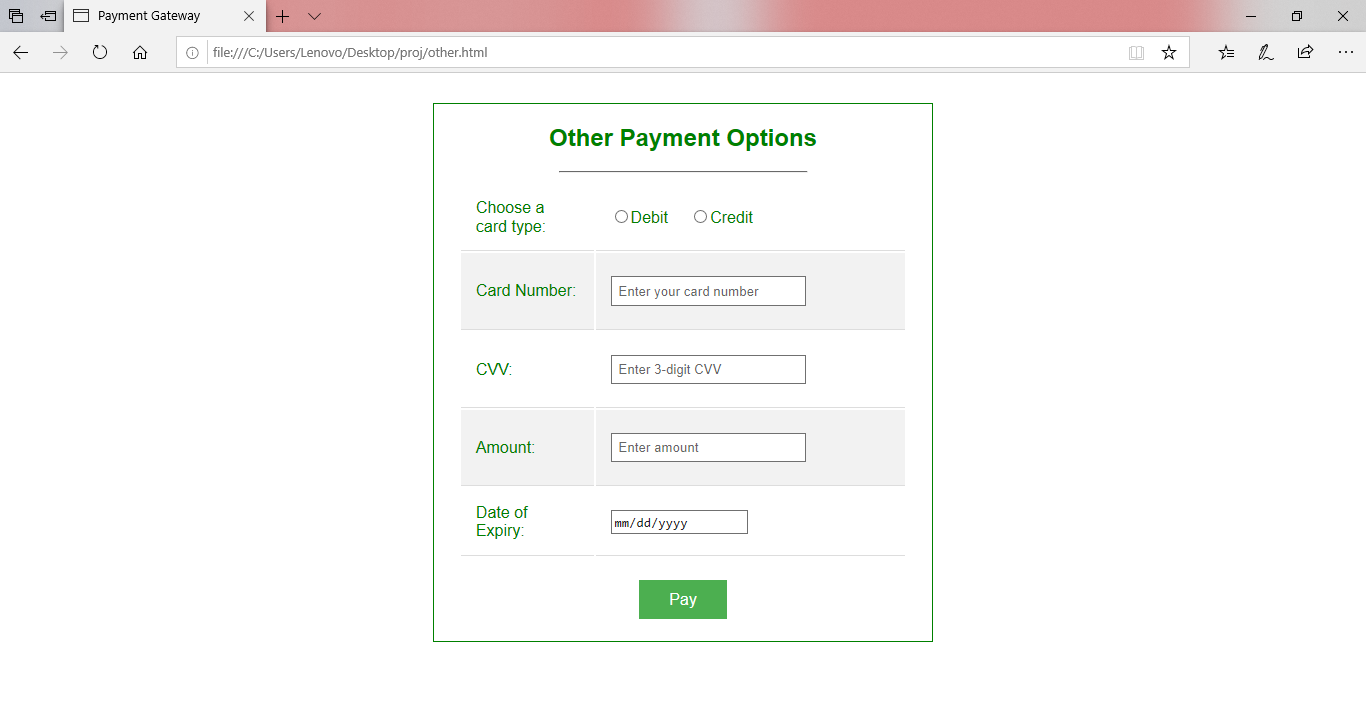 Payment Gateway
file:///C:/Users/Lenovo/Desktop/proj/other.html
Other Payment Options
Choose a
card type:
Debit Credit
Card Number: Enter your card number
CVV: Enter 3-digit CVV
Amount: Enter amount
Date of
Expiry:
mm/dd/yyyy
Pay